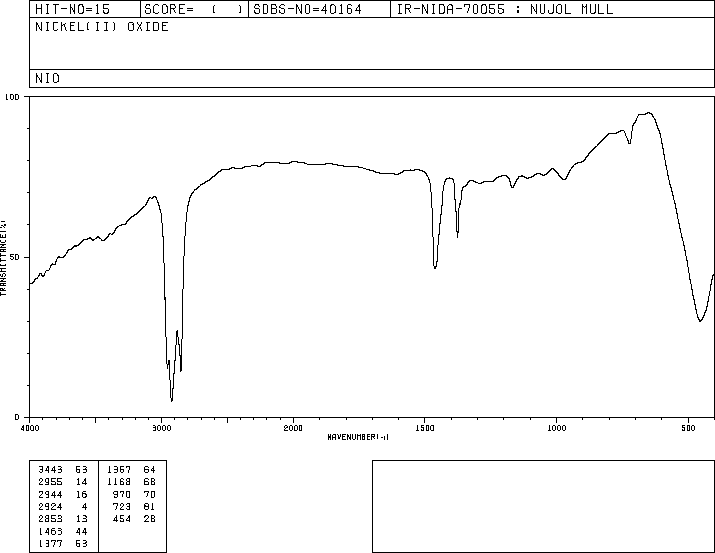 HIT-NO=15 SCORE= ( ) SDBS-NO=40164 IR-NIDA-70055 : NUJOL MULL
NICKEL(II) OXIDE
NIO
100
50
0
TRANSMITTANCE(%)
4000 3000 2000 1500 1000 500
WAVENUMBER(-1)
3443 53 1367 64
2955 14 1168 68
2944 16 970 70
2924 4 723 81
2853 13 454 28
1463 44
1377 53